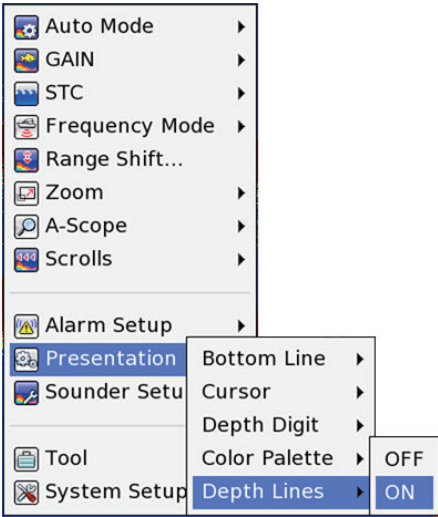 Auto Mode
GAIN
STC
Frequency Mode
Range Shift...
Zoom
A-Scope
Scrolls
Alarm Setup
Presentation
Sounder Setu
Tool
System Setup
Bottom Line
Cursor
Depth Digit
Color Palette
Depth Lines
OFF
ON